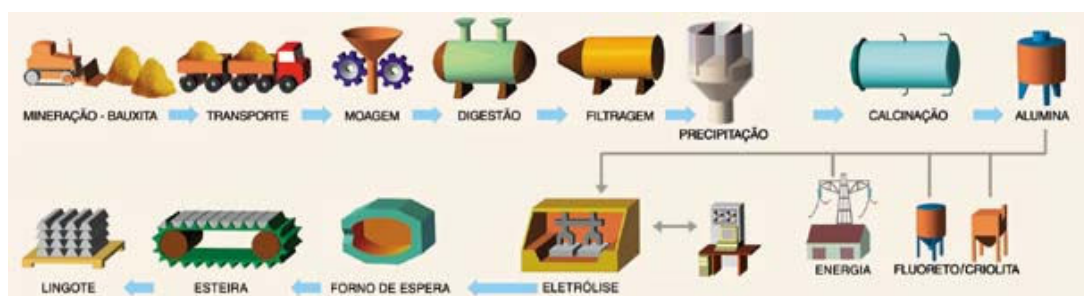 MINERAÇÃO - BAUXITA
TRANSPORTE
MOAGEM
DIGESTÃO
FILTRAGEM
PRECIPITAÇÃO
CALCINAÇÃO
ALUMINA
ENERGIA
FLUORETO/CRIOLITA
LINGOTE
ESTEIRA
FORNO DE ESPERA
ELETRÓLISE